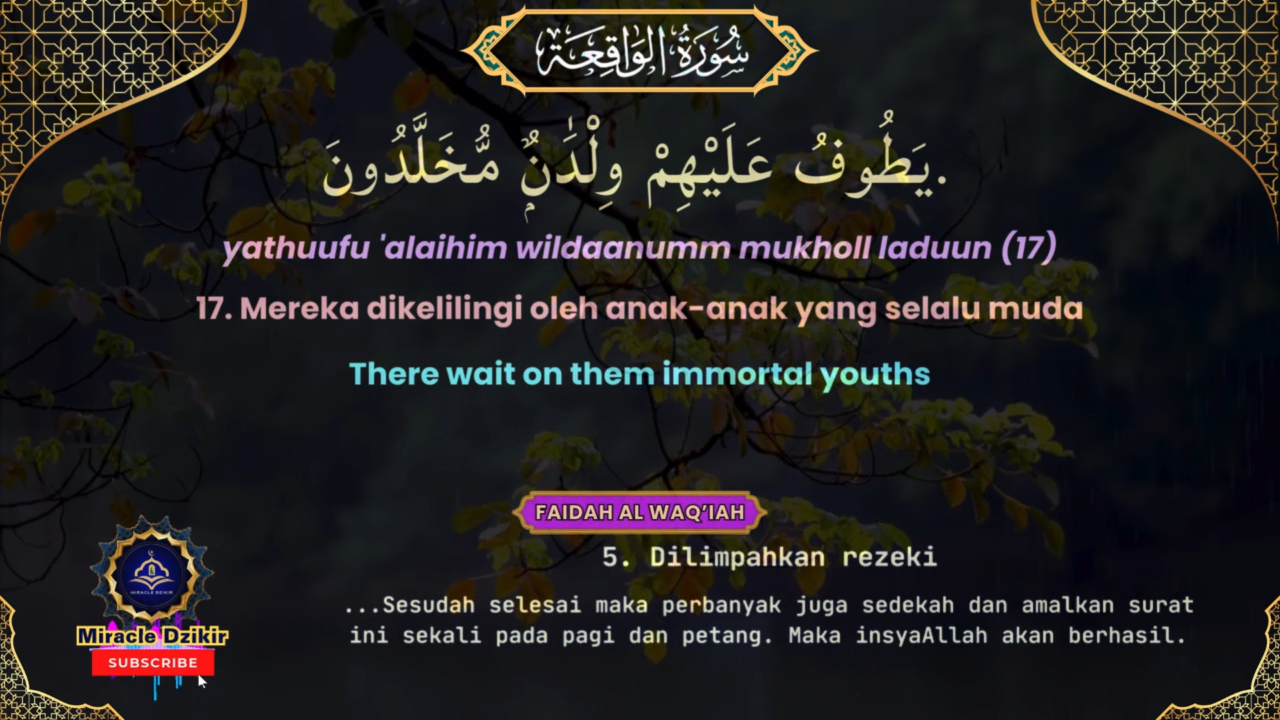 سُورَةُ الوَاقِعَة
يَطُوفُ عَلَيْهِمْ وِلْدَٰنٌۭ مُّخَلَّدُونَ.
yathuufu 'alaihim wildaanumm mukholl laduun (17)
17. Mereka dikelilingi oleh anak-anak yang selalu muda
There wait on them immortal youths
FAIDAH AL WAQ’IAH
5. Dilimpahkan rezeki
...Sesudah selesai maka perbanyak juga sedekah dan amalkan surat
ini sekali pada pagi dan petang. Maka insyaAllah akan berhasil.
MIRACLE DZIKIR
Miracle Dzikir
SUBSCRIBE